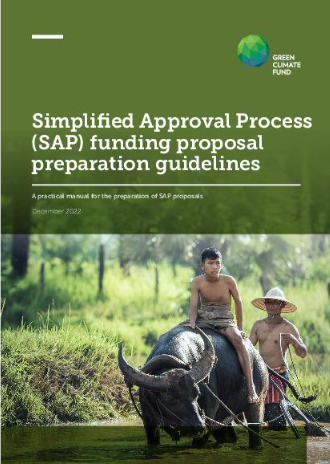 GREEN
CLIMATE
FUND
Simplified Approval Process
(SAP) funding proposal
preparation guidelines
A practical manual for the preparation of SAP proposals
December 2022